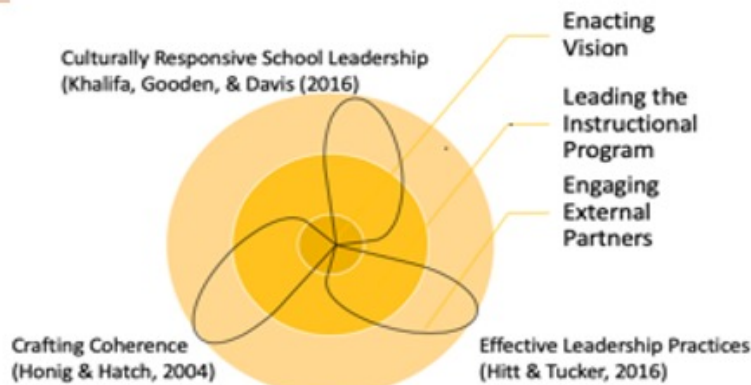 Enacting
Vision
Culturally Responsive School Leadership
(Khalifa, Gooden, & Davis (2016)
Leading the
Instructional
Program
Engaging
External
Partners
Crafting Coherence
(Honig & Hatch, 2004)
Effective Leadership Practices
(Hitt & Tucker, 2016)